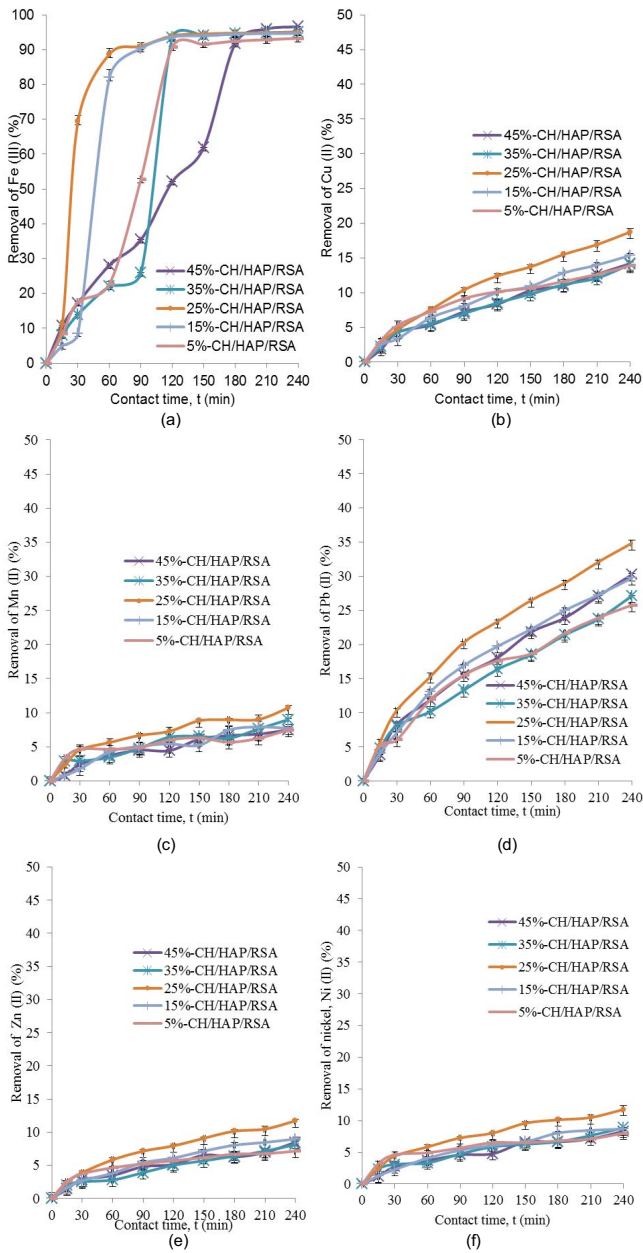 100
90
80
70
60
50
40
30
20
10
0
Removal of Fe (III) (%)
45%-CH/HAP/RSA
35%-CH/HAP/RSA
25%-CH/HAP/RSA
15%-CH/HAP/RSA
5%-CH/HAP/RSA
0 30 60 90 120 150 180 210 240
Contact time, t (min)
(a)
50
45
40
35
30
25
20
15
10
5
0
Removal of Cu (II) (%)
45%-CH/HAP/RSA
35%-CH/HAP/RSA
25%-CH/HAP/RSA
15%-CH/HAP/RSA
5%-CH/HAP/RSA
0 30 60 90 120 150 180 210 240
Contact time, t (min)
(b)
50
45
40
35
30
25
20
15
10
5
0
Removal of Mn (II) (%)
45%-CH/HAP/RSA
35%-CH/HAP/RSA
25%-CH/HAP/RSA
15%-CH/HAP/RSA
5%-CH/HAP/RSA
0 30 60 90 120 150 180 210 240
Contact time, t (min)
(c)
50
45
40
35
30
25
20
15
10
5
0
Removal of Pb (II) (%)
45%-CH/HAP/RSA
35%-CH/HAP/RSA
25%-CH/HAP/RSA
15%-CH/HAP/RSA
5%-CH/HAP/RSA
0 30 60 90 120 150 180 210 240
Contact time, t (min)
(d)
50
45
40
35
30
25
20
15
10
5
0
Removal of Zn (II) (%)
45%-CH/HAP/RSA
35%-CH/HAP/RSA
25%-CH/HAP/RSA
15%-CH/HAP/RSA
5%-CH/HAP/RSA
0 30 60 90 120 150 180 210 240
Contact time, t (min)
(e)
50
45
40
35
30
25
20
15
10
5
0
Removal of nickel, Ni (II) (%)
45%-CH/HAP/RSA
35%-CH/HAP/RSA
25%-CH/HAP/RSA
15%-CH/HAP/RSA
5%-CH/HAP/RSA
0 30 60 90 120 150 180 210 240
Contact time, t (min)
(f)